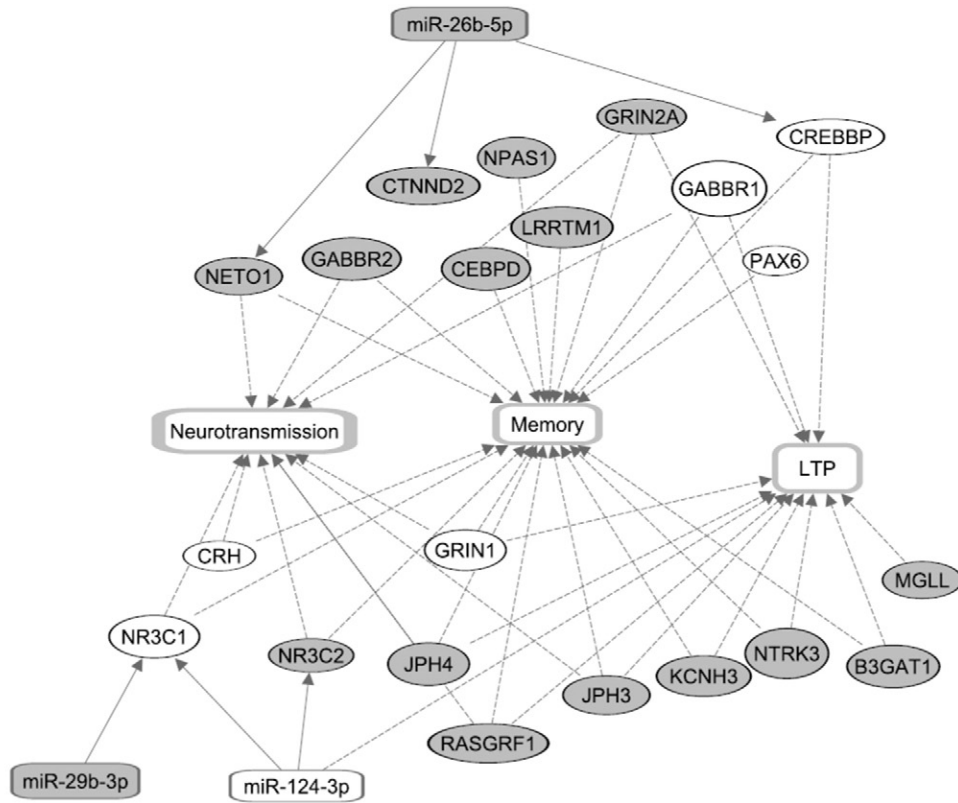 miR-26b-5p
GRIN2A
CREBBP
NPAS1
CTNND2
GABBR1
LRRTM1
GABBR2
CEBPD
PAX6
NETO1
Neurotransmission
Memory
LTP
CRH
GRIN1
MGLL
NR3C1
NR3C2
JPH4
NTRK3
KCNH3
B3GAT1
JPH3
RASGRF1
miR-29b-3p
miR-124-3p